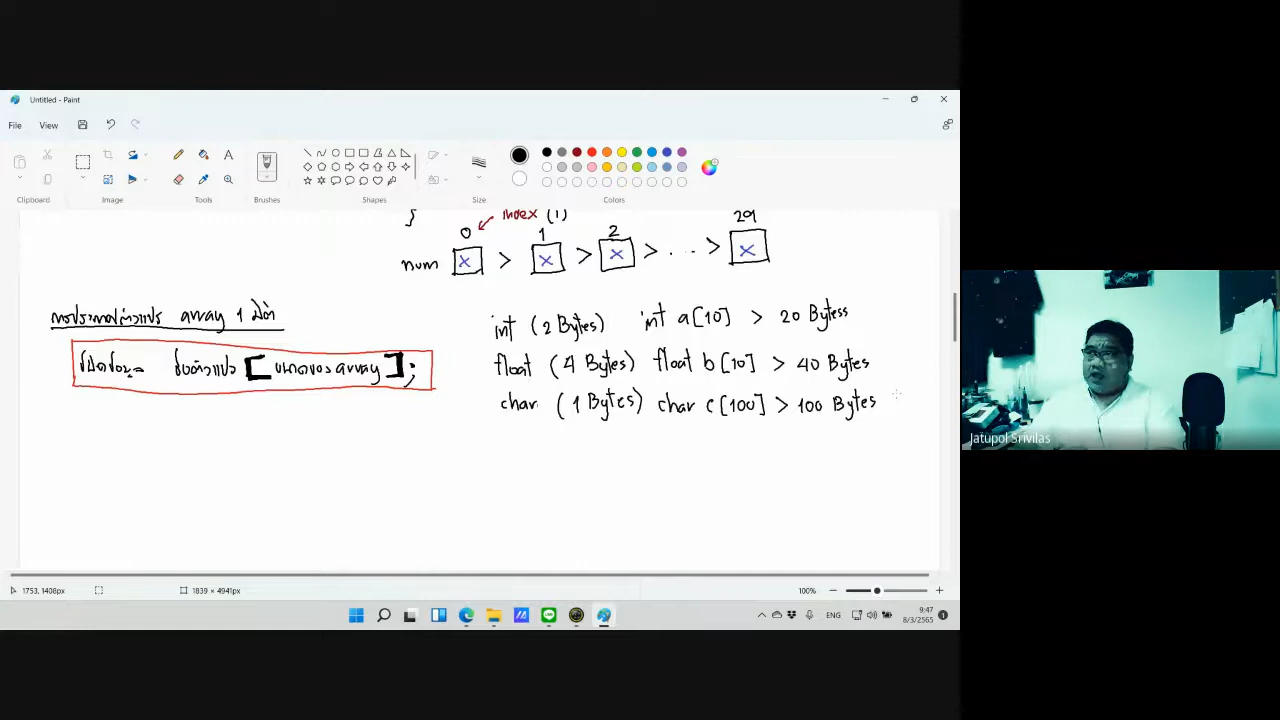 Untitled - Paint
File View
Clipboard Image Tools Brushes Shapes Size Colors
} index (i)
0 1 2 29
num x > x > x > ... > x
การประกาศตัวแปร array 1 มิติ
ชนิดข้อมูล ชื่อตัวแปร [ขนาดของ array];
int (2 Bytes) int a[10] > 20 Bytess
float (4 Bytes) float b[10] > 40 Bytes
char (1 Bytes) char c[100] > 100 Bytes
Jatupol Srivilas
1753, 1408px 1839 × 4941px 100%
ENG 9:47
8/3/2565